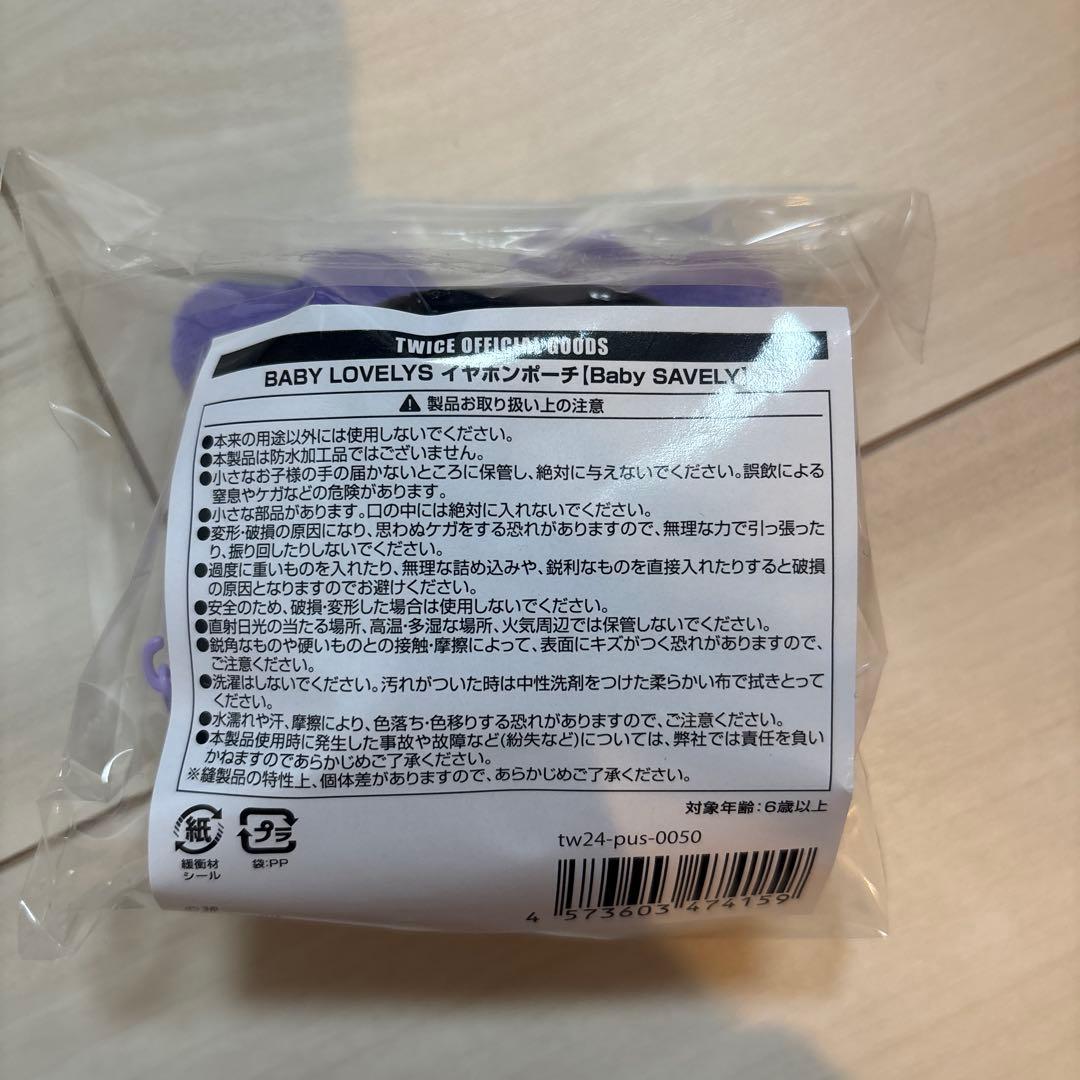 TWICE OFFICIAL GOODS
BABY LOVELYS イヤホンポーチ【Baby SAVELY】
製品お取り扱い上の注意
●本来の用途以外には使用しないでください。
●本製品は防水加工品ではございません。
●小さなお子様の手の届かないところに保管し、絶対に与えないでください。誤飲による
窒息やケガなどの危険があります。
●小さな部品があります。口の中には絶対に入れないでください。
●変形・破損の原因になり、思わぬケガをする恐れがありますので、無理な力で引っ張った
り、振り回したりしないでください。
●過度に重いものを入れたり、無理な詰め込みや、鋭利なものを直接入れたりすると破損
の原因となりますのでお避けください。
●安全のため、破損・変形した場合は使用しないでください。
●直射日光の当たる場所、高温・多湿な場所、火気周辺では保管しないでください。
●鋭角なものや硬いものとの接触・摩擦によって、表面にキズがつく恐れがありますので、
ご注意ください。
●洗濯はしないでください。汚れがついた時は中性洗剤をつけた柔らかい布で拭きとって
ください。
●水濡れや汗、摩擦により、色落ち・色移りする恐れがありますので、ご注意ください。
●本製品使用時に発生した事故や故障など(紛失など)については、弊社では責任を負い
かねますのであらかじめご了承ください。
※縫製品の特性上、個体差がありますので、あらかじめご了承ください。
対象年齢：6歳以上
紙
緩衝材
シール
プラ
袋:PP
tw24-pus-0050
4 573603 474159